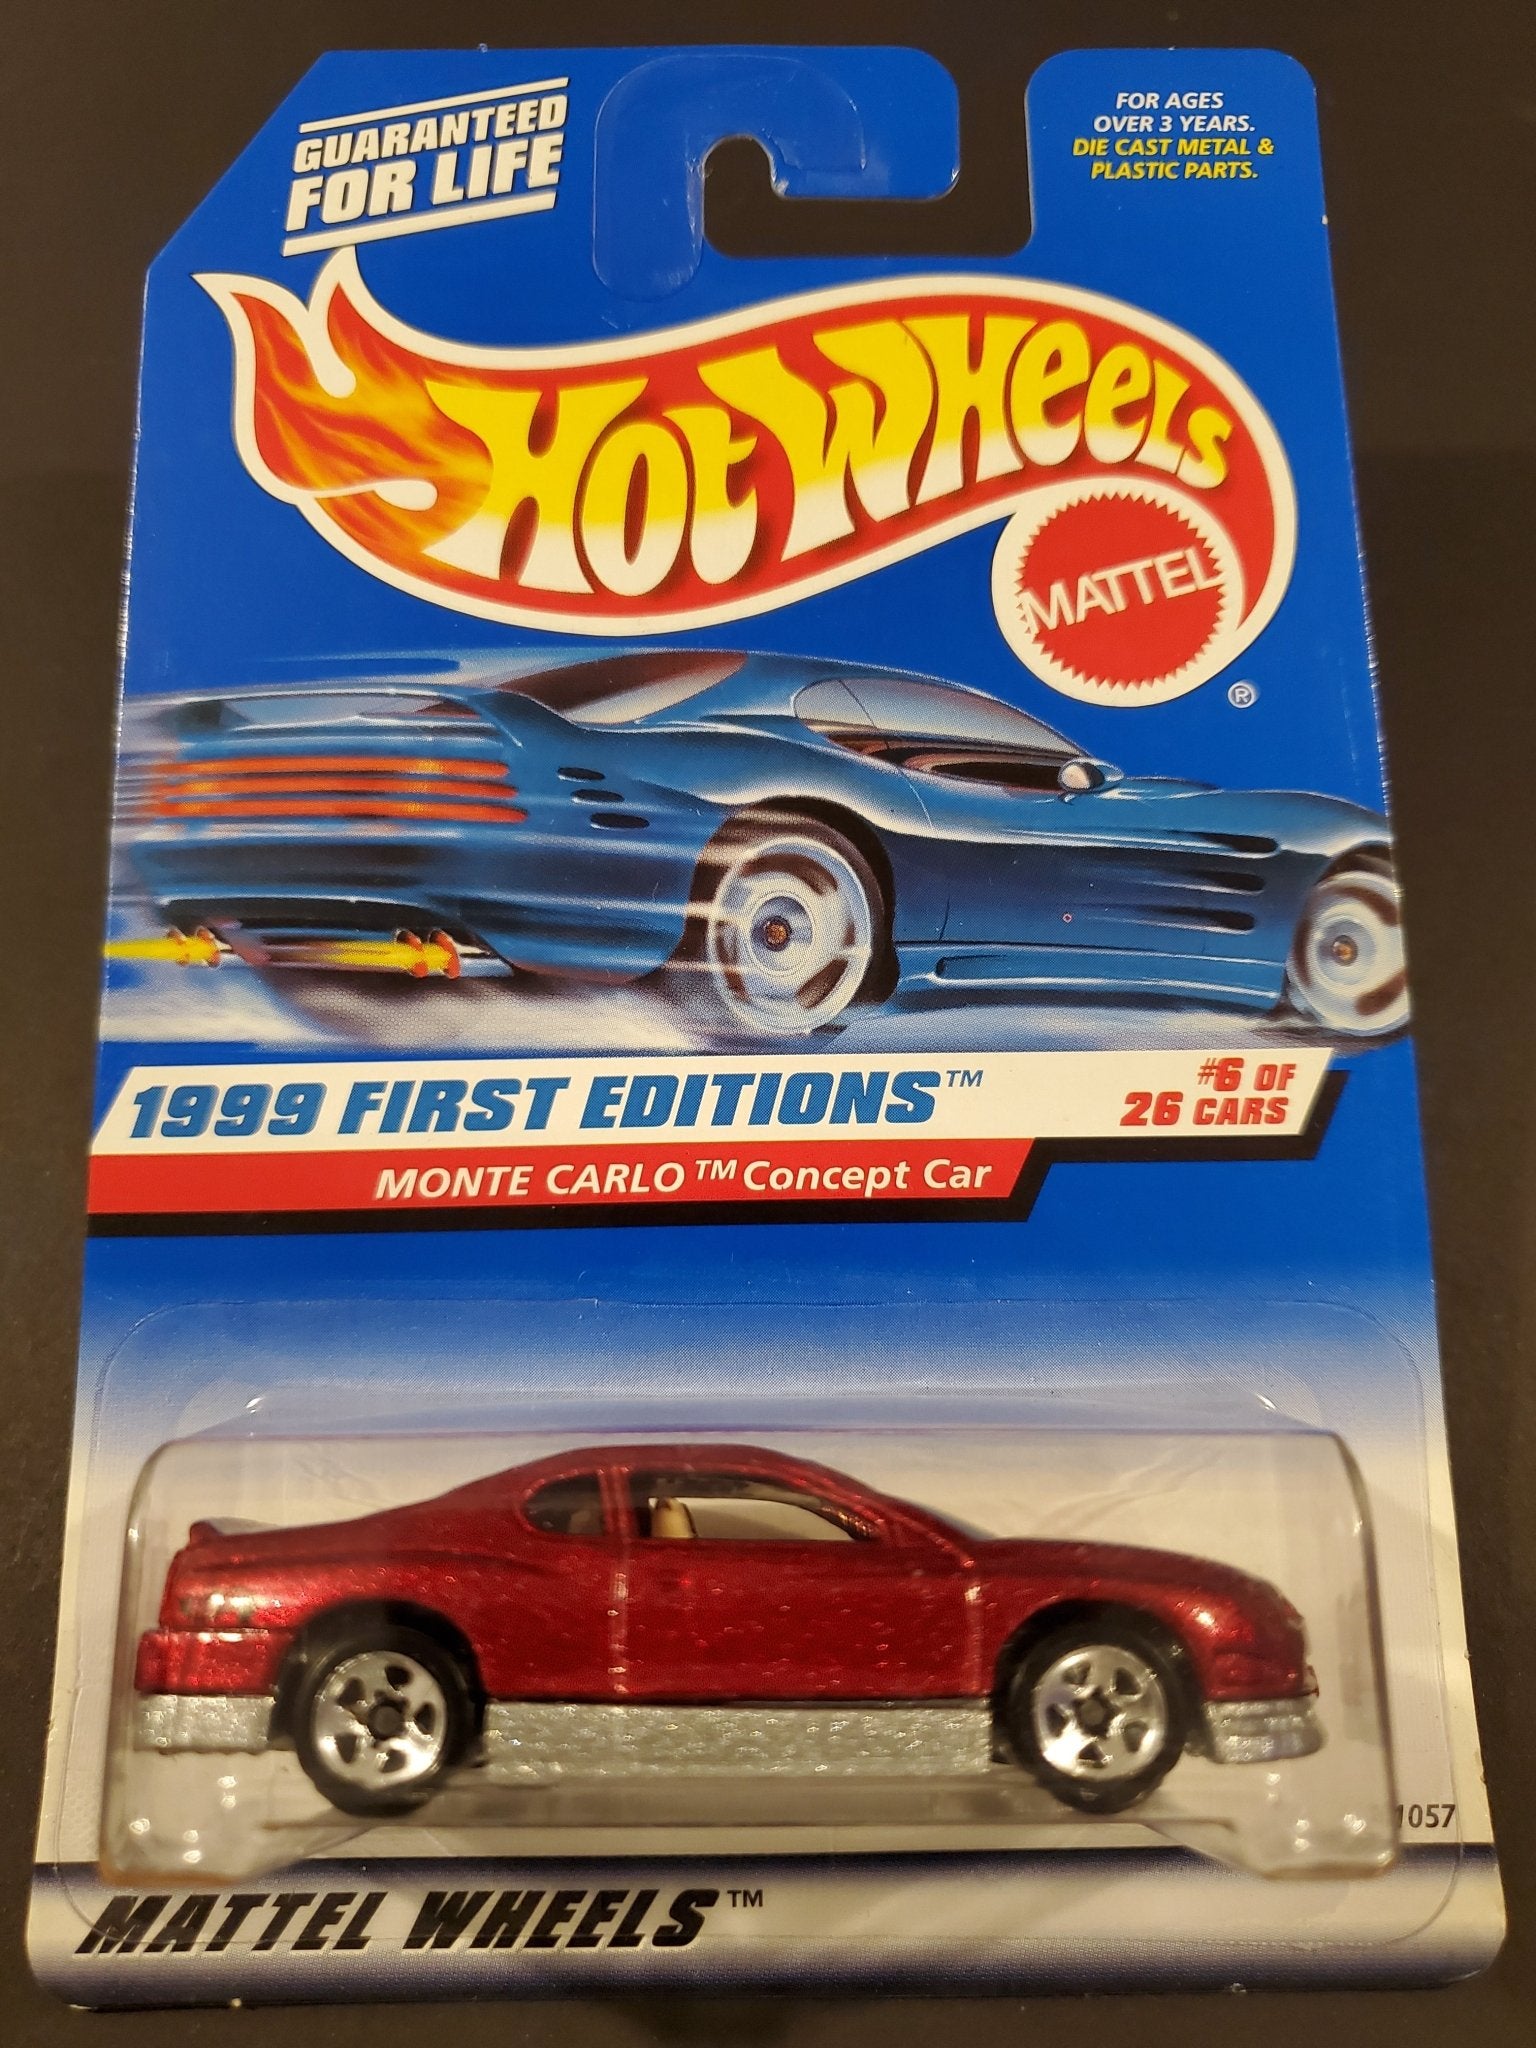 GUARANTEED
FOR LIFE
FOR AGES
OVER 3 YEARS.
DIE CAST METAL &
PLASTIC PARTS.
HOT WHEELS
MATTEL
®
1999 FIRST EDITIONS™
#6 OF
26 CARS
MONTE CARLO™ Concept Car
1057
MATTEL WHEELS™